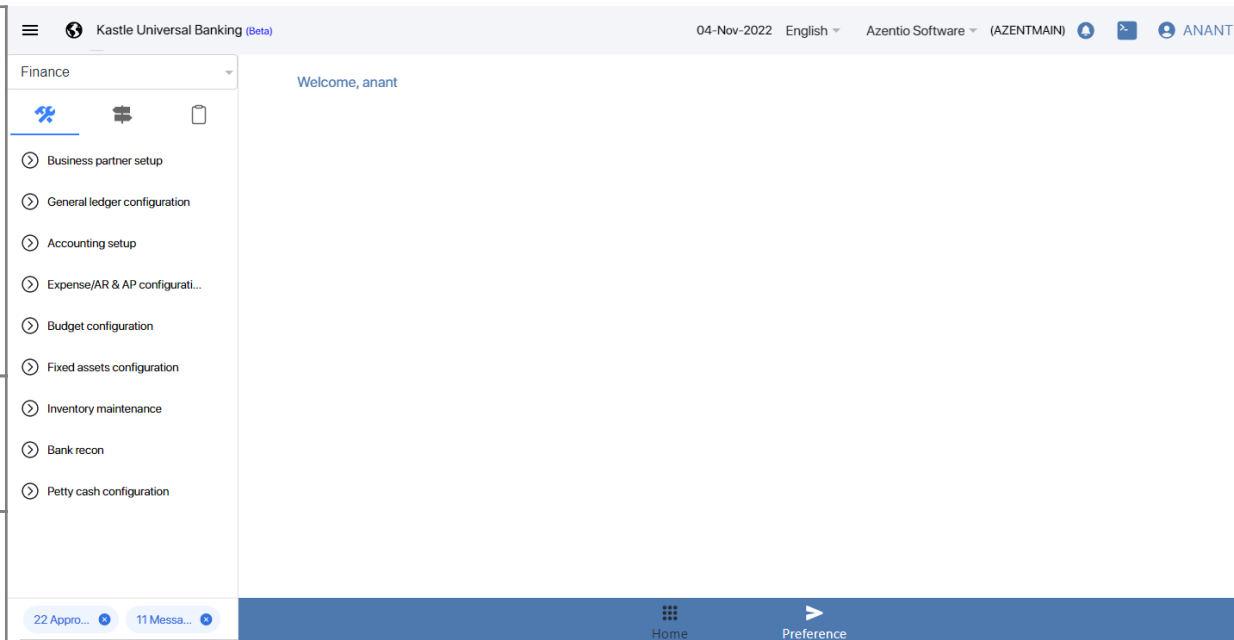 Kastle Universal Banking (Beta) 04-Nov-2022 English Azentio Software (AZENTMAIN) ANANT
Finance
Welcome, anant
Business partner setup
General ledger configuration
Accounting setup
Expense/AR & AP configurati...
Budget configuration
Fixed assets configuration
Inventory maintenance
Bank recon
Petty cash configuration
22 Appro... 11 Messa...
Home Preference